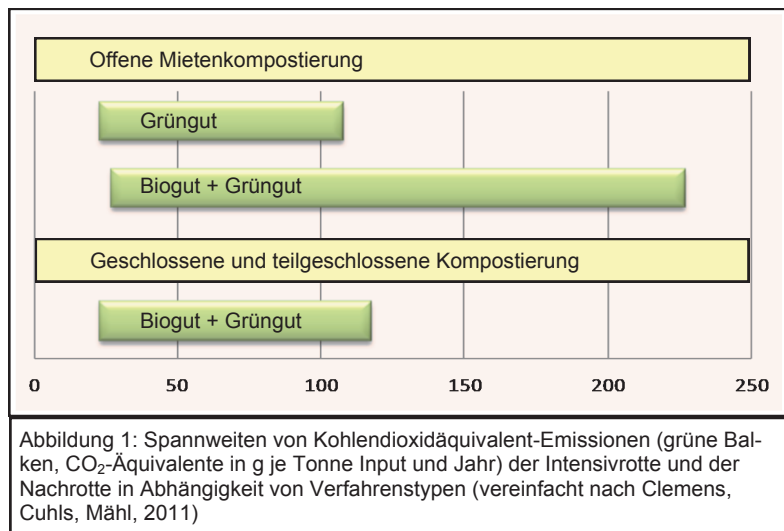 Offene Mietenkompostierung
Grüngut
Biogut + Grüngut
Geschlossene und teilgeschlossene Kompostierung
Biogut + Grüngut
0 50 100 150 200 250
Abbildung 1: Spannweiten von Kohlendioxidäquivalent-Emissionen (grüne Bal-
ken, CO₂-Äquivalente in g je Tonne Input und Jahr) der Intensivrotte und der
Nachrotte in Abhängigkeit von Verfahrenstypen (vereinfacht nach Clemens,
Cuhls, Mähl, 2011)